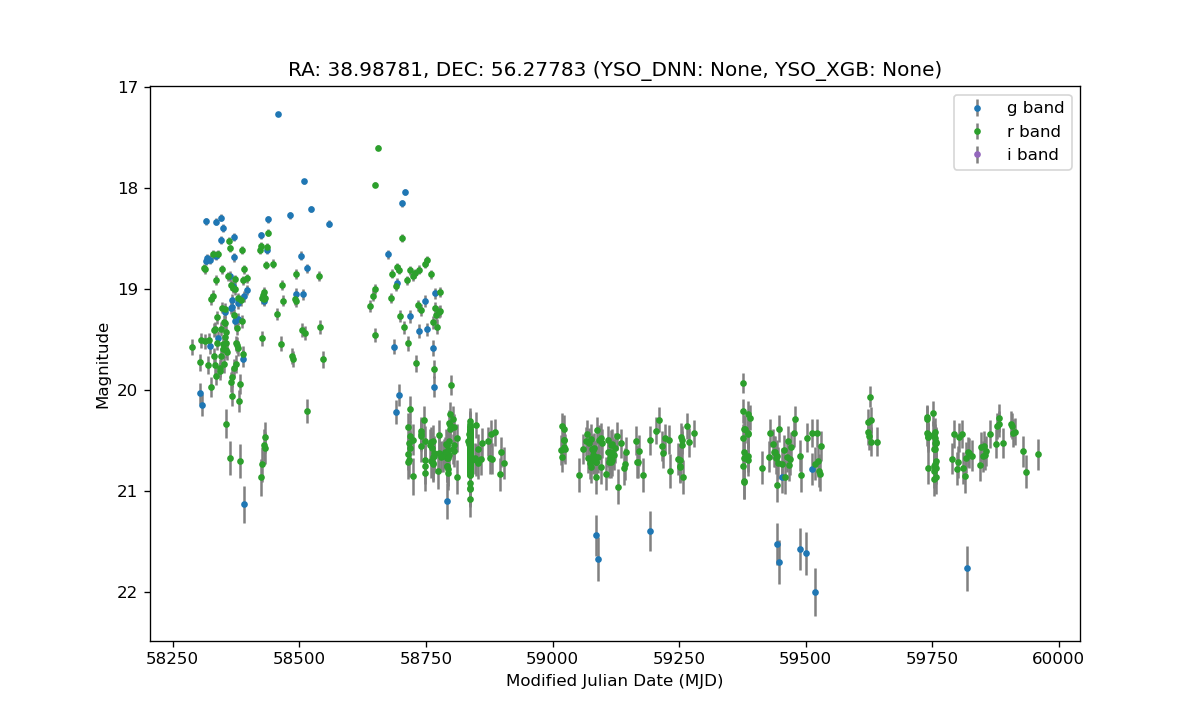 RA: 38.98781, DEC: 56.27783 (YSO_DNN: None, YSO_XGB: None)
g band
r band
i band
17
18
19
20
21
22
Magnitude
58250 58500 58750 59000 59250 59500 59750 60000
Modified Julian Date (MJD)